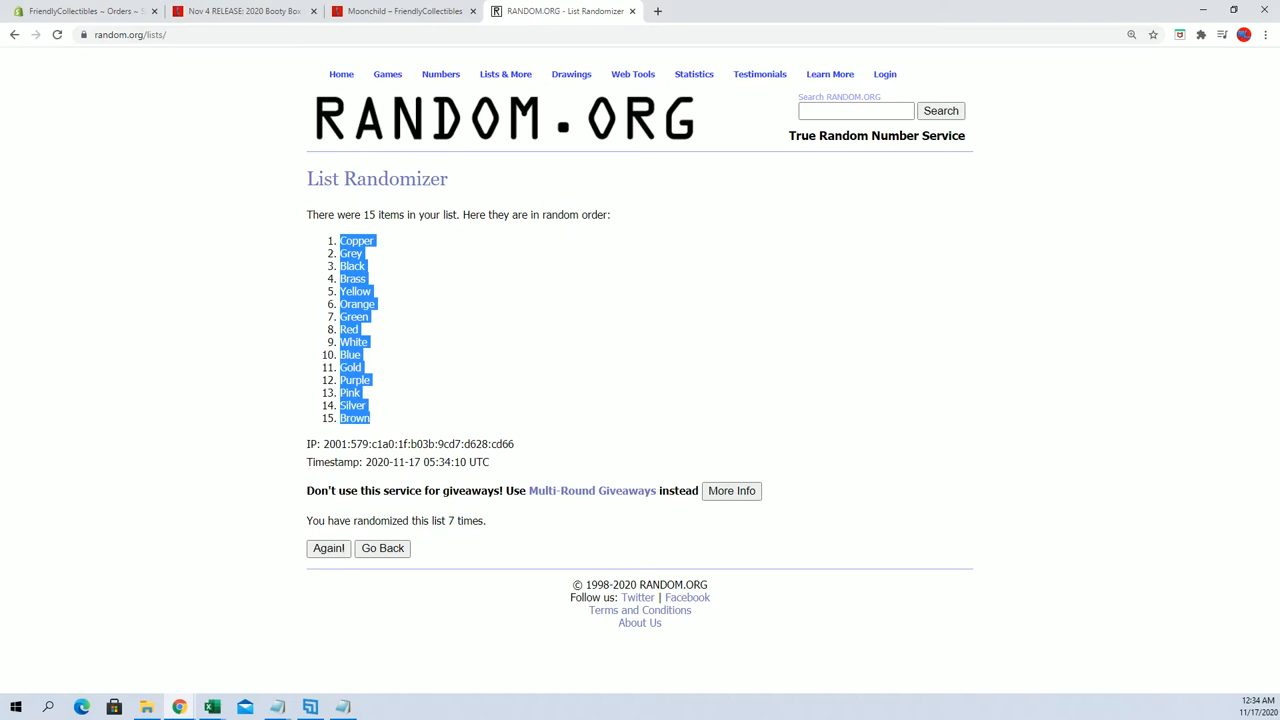 FriendlyCollectibles ~ Orders ~ S
Nov 4 RELEASE: 2020 Booty Box
Moonchild – FriendlyCollectibles
RANDOM.ORG - List Randomizer
random.org/lists/
Home Games Numbers Lists & More Drawings Web Tools Statistics Testimonials Learn More Login
RANDOM.ORG
Search RANDOM.ORG
Search
True Random Number Service
List Randomizer
There were 15 items in your list. Here they are in random order:
1. Copper
2. Grey
3. Black
4. Brass
5. Yellow
6. Orange
7. Green
8. Red
9. White
10. Blue
11. Gold
12. Purple
13. Pink
14. Silver
15. Brown
IP: 2001:579:c1a0:1f:b03b:9cd7:d628:cd66
Timestamp: 2020-11-17 05:34:10 UTC
Don't use this service for giveaways! Use Multi-Round Giveaways instead More Info
You have randomized this list 7 times.
Again! Go Back
© 1998-2020 RANDOM.ORG
Follow us: Twitter | Facebook
Terms and Conditions
About Us
12:34 AM
11/17/2020